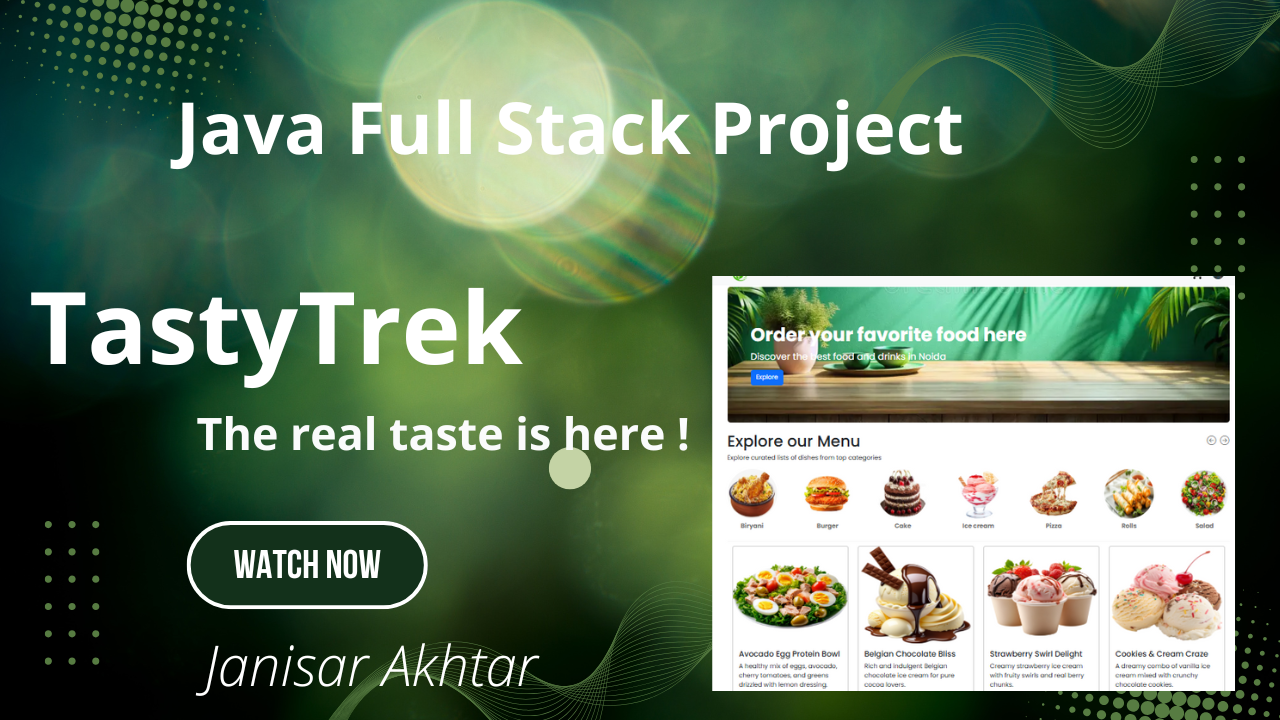 Java Full Stack Project
TastyTrek
The real taste is here !
WATCH NOW
Janisar Akhtar
Order your favorite food here
Discover the best food and drinks in Noida
Explore
Explore our Menu
Explore curated lists of dishes from top categories
Biryani Burger Cake Ice cream Pizza Rolls Salad
Avocado Egg Protein Bowl
A healthy mix of eggs, avocado,
cherry tomatoes, and greens
drizzled with lemon dressing.
Belgian Chocolate Bliss
Rich and indulgent Belgian
chocolate ice cream for pure
cocoa lovers.
Strawberry Swirl Delight
Creamy strawberry ice cream
with fruity swirls and real berry
chunks.
Cookies & Cream Craze
A dreamy combo of vanilla ice
cream mixed with crunchy
chocolate cookies.